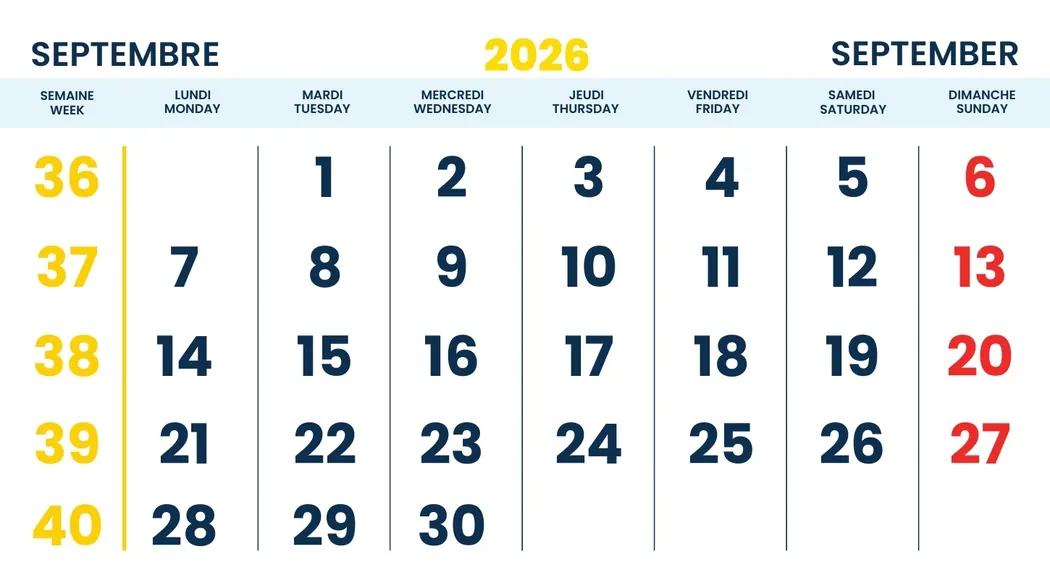 SEPTEMBRE 2026 SEPTEMBER
SEMAINE LUNDI MARDI MERCREDI JEUDI VENDREDI SAMEDI DIMANCHE
WEEK MONDAY TUESDAY WEDNESDAY THURSDAY FRIDAY SATURDAY SUNDAY
36 1 2 3 4 5 6
37 7 8 9 10 11 12 13
38 14 15 16 17 18 19 20
39 21 22 23 24 25 26 27
40 28 29 30